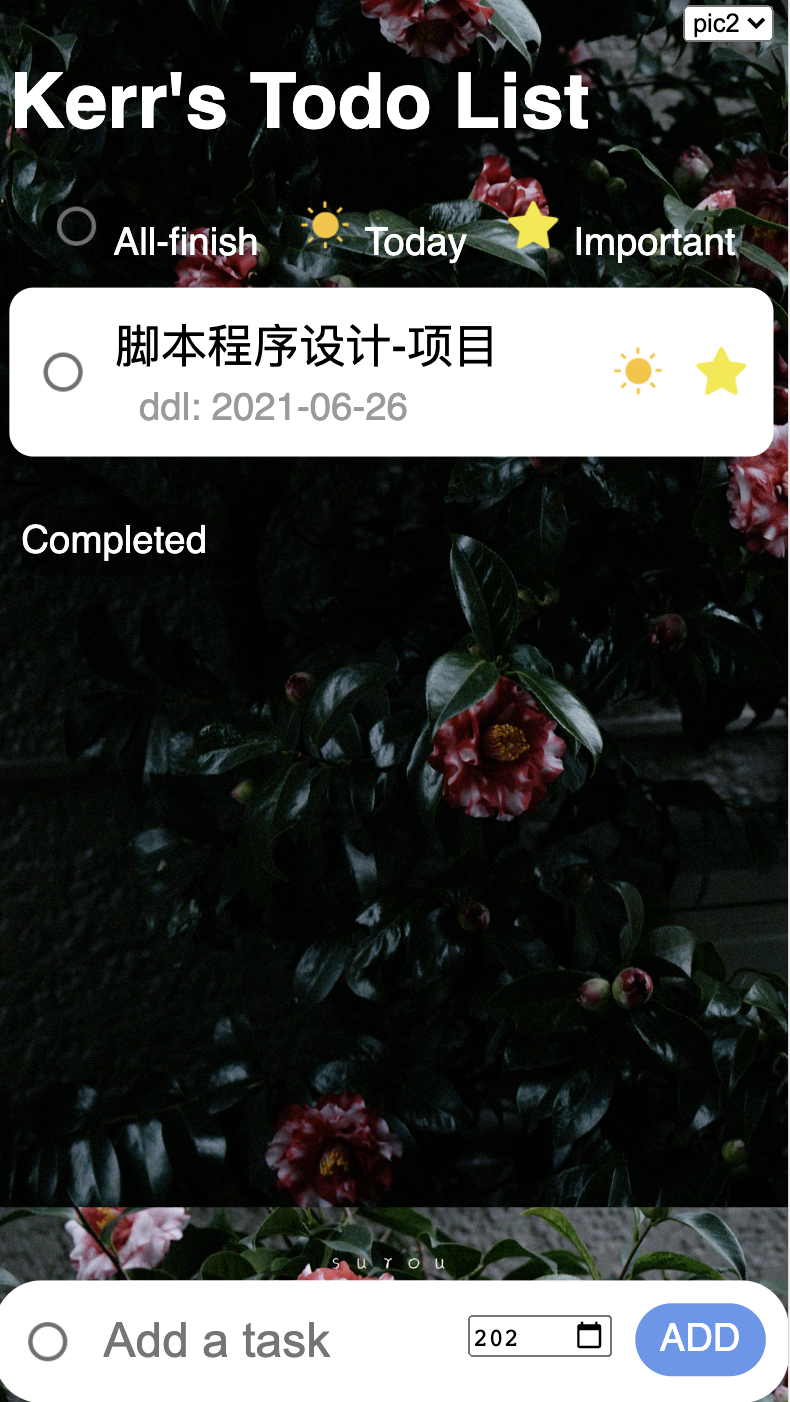 pic2
Kerr's Todo List
All-finish Today Important
脚本程序设计-项目
ddl: 2021-06-26
Completed
surou
Add a task 202 ADD